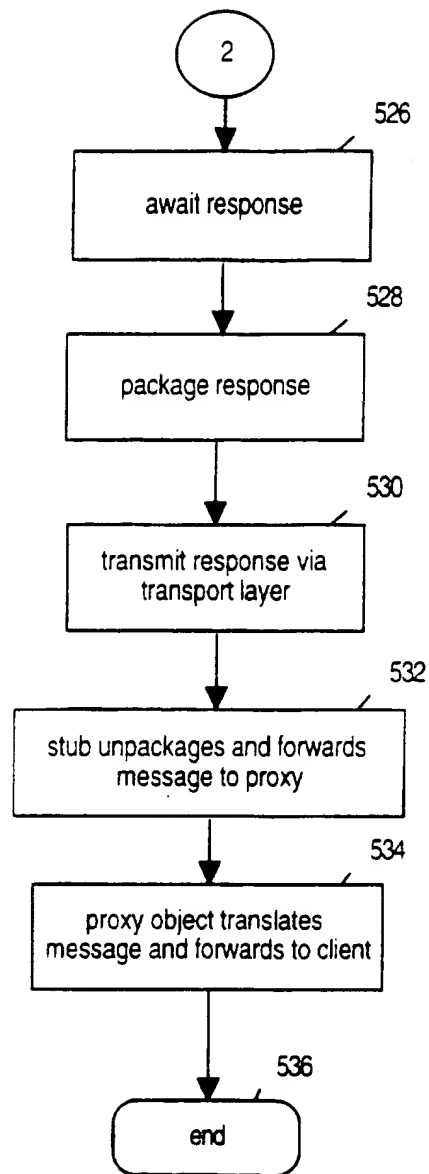 2
526
await response
528
package response
530
transmit response via
transport layer
532
stub unpackages and forwards
message to proxy
534
proxy object translates
message and forwards to client
536
end